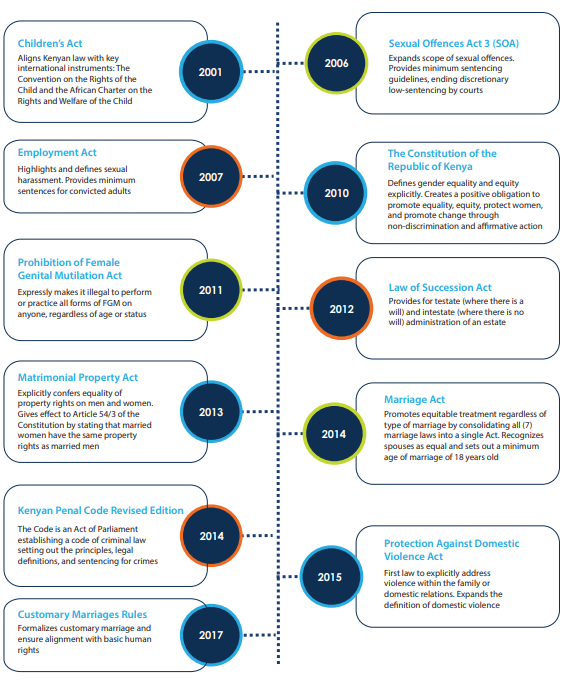 Children's Act
Aligns Kenyan law with key
international instruments: The
Convention on the Rights of the
Child and the African Charter on the
Rights and Welfare of the Child
2001
2006
Sexual Offences Act 3 (SOA)
Expands scope of sexual offences.
Provides minimum sentencing
guidelines, ending discretionary
low-sentencing by courts
Employment Act
Highlights and defines sexual
harassment. Provides minimum
sentences for convicted adults
2007
2010
The Constitution of the
Republic of Kenya
Defines gender equality and equity
explicitly. Creates a positive obligation to
promote equality, equity, protect women,
and promote change through
non-discrimination and affirmative action
Prohibition of Female
Genital Mutilation Act
Expressly makes it illegal to perform
or practice all forms of FGM on
anyone, regardless of age or status
2011
2012
Law of Succession Act
Provides for testate (where there is a
will) and intestate (where there is no
will) administration of an estate
Matrimonial Property Act
Explicitly confers equality of
property rights on men and women.
Gives effect to Article 54/3 of the
Constitution by stating that married
women have the same property
rights as married men
2013
2014
Marriage Act
Promotes equitable treatment regardless of
type of marriage by consolidating all (7)
marriage laws into a single Act. Recognizes
spouses as equal and sets out a minimum
age of marriage of 18 years old
Kenyan Penal Code Revised Edition
The Code is an Act of Parliament
establishing a code of criminal law
setting out the principles, legal
definitions, and sentencing for crimes
2014
2015
Protection Against Domestic
Violence Act
First law to explicitly address
violence within the family or
domestic relations. Expands the
definition of domestic violence
Customary Marriages Rules
Formalizes customary marriage and
ensure alignment with basic human
rights
2017